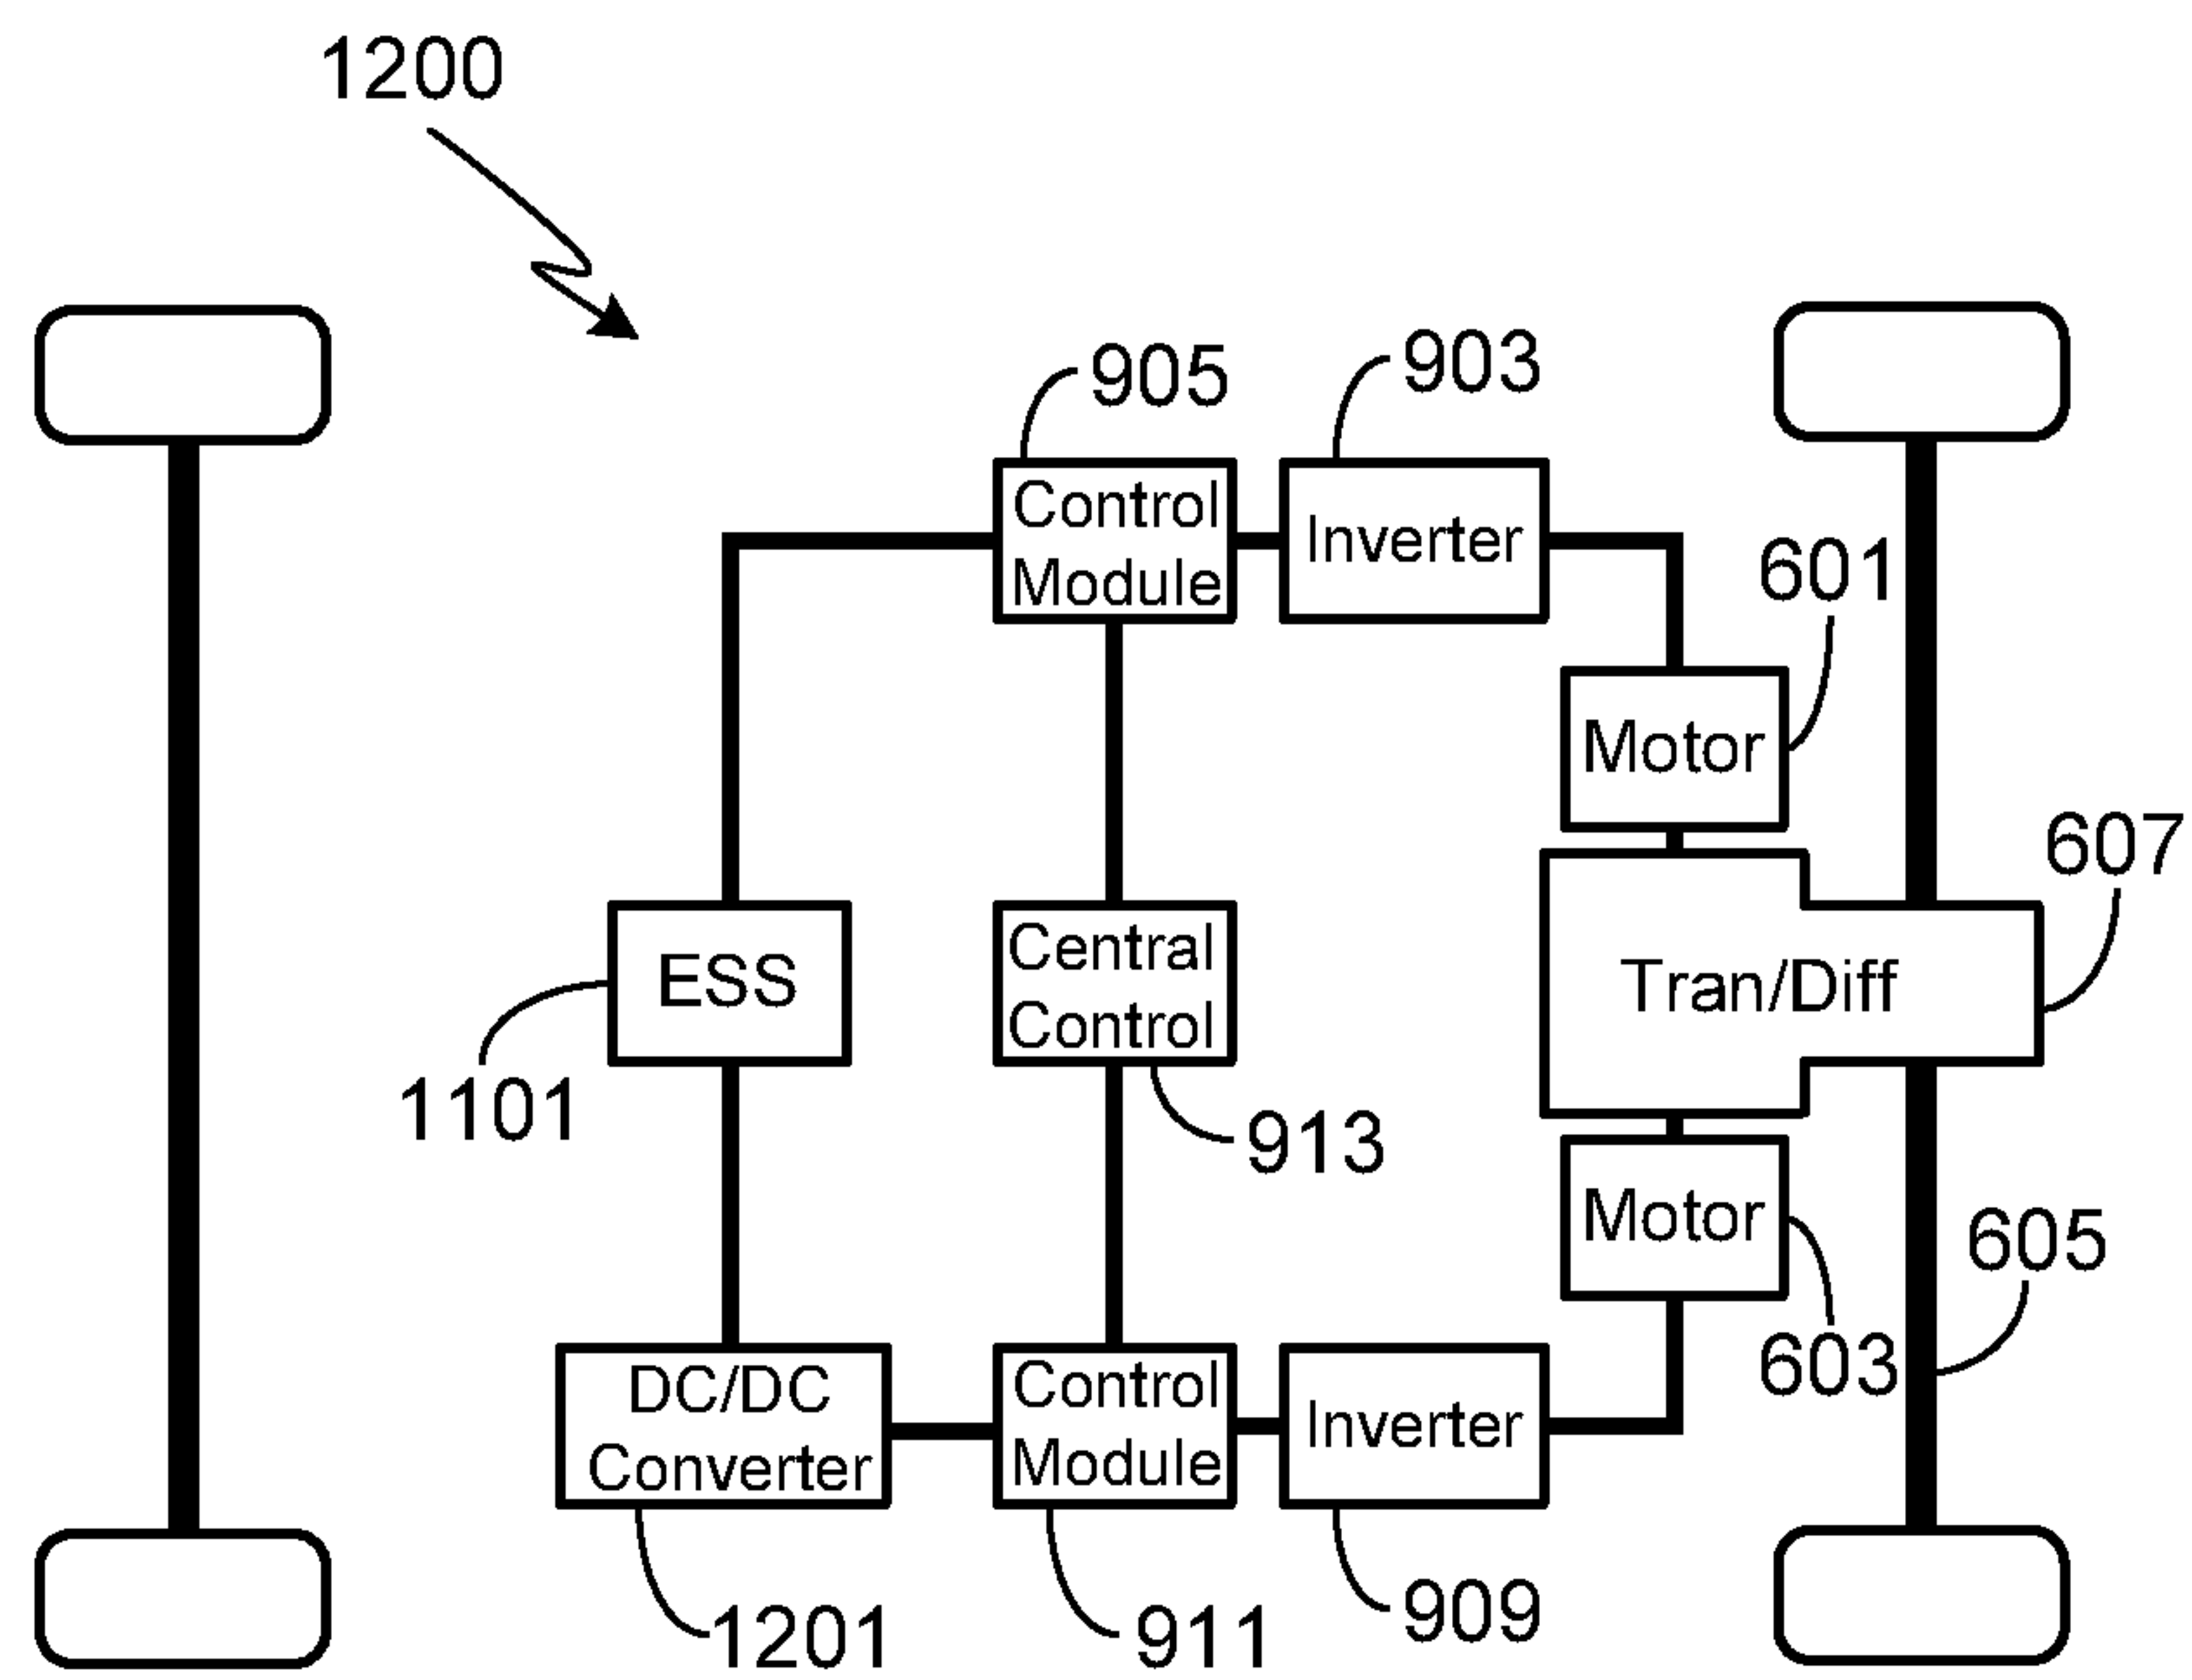 1200
905
903
Control
Module
Inverter
601
Motor
607
ESS
Central
Control
Tran/Diff
1101
913
Motor
605
603
DC/DC
Converter
Control
Module
Inverter
1201
911
909